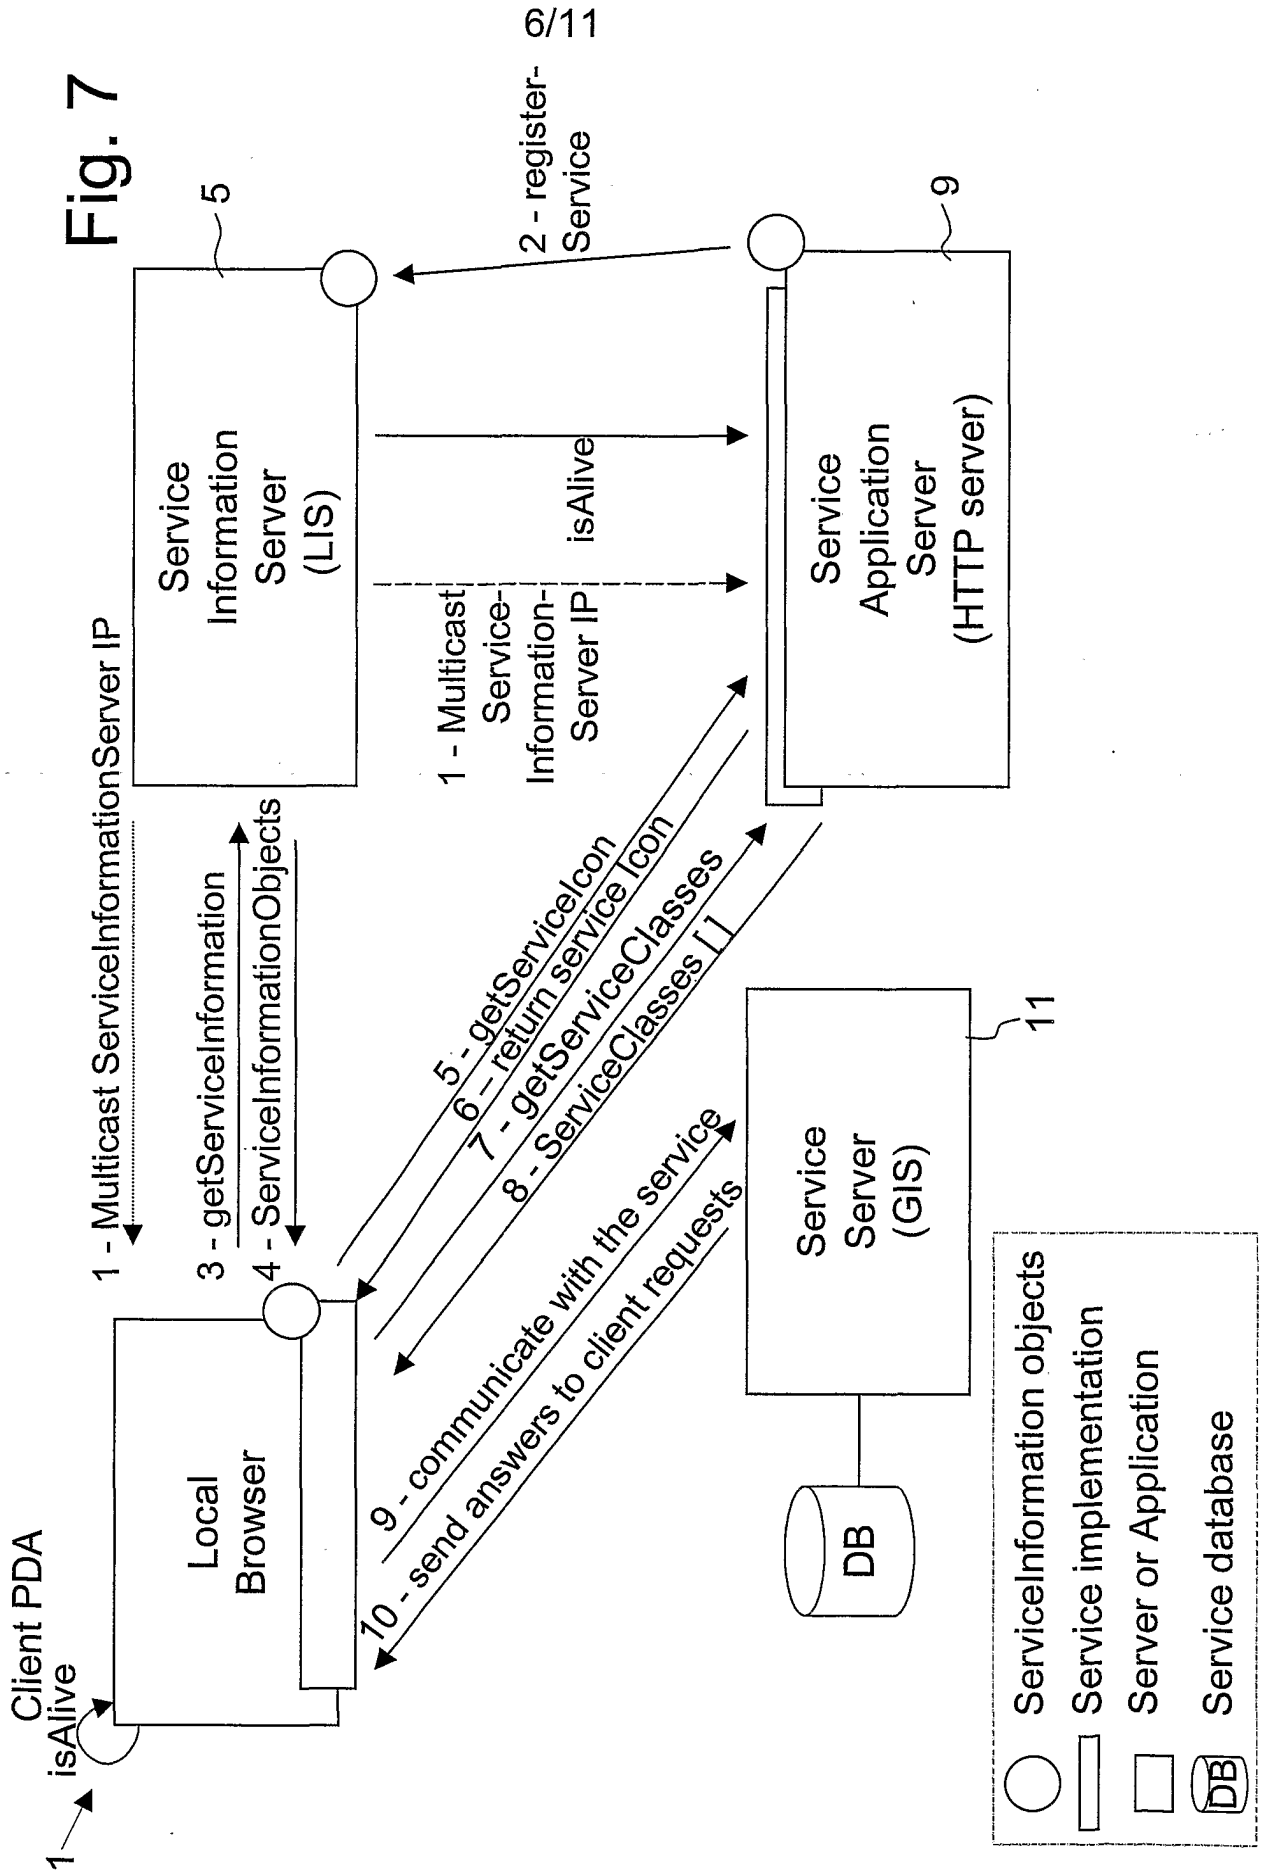 6/11
Fig. 7
Client PDA
isAlive
1
Local
Browser
1 - Multicast ServiceInformationServer IP
3 - getServiceInformation
4 - ServiceInformationObjects
Service
Information
Server
(LIS)
5
2 - register-
Service
isAlive
1 - Multicast
Service-
Information-
Server IP
5 - getServiceIcon
6 – return service Icon
7 - getServiceClasses
8 - ServiceClasses [ ]
9 - communicate with the service
10 - send answers to client requests
Service
Application
Server
(HTTP server)
9
Service
Server
(GIS)
11
DB
ServiceInformation objects
Service implementation
Server or Application
DB
Service database